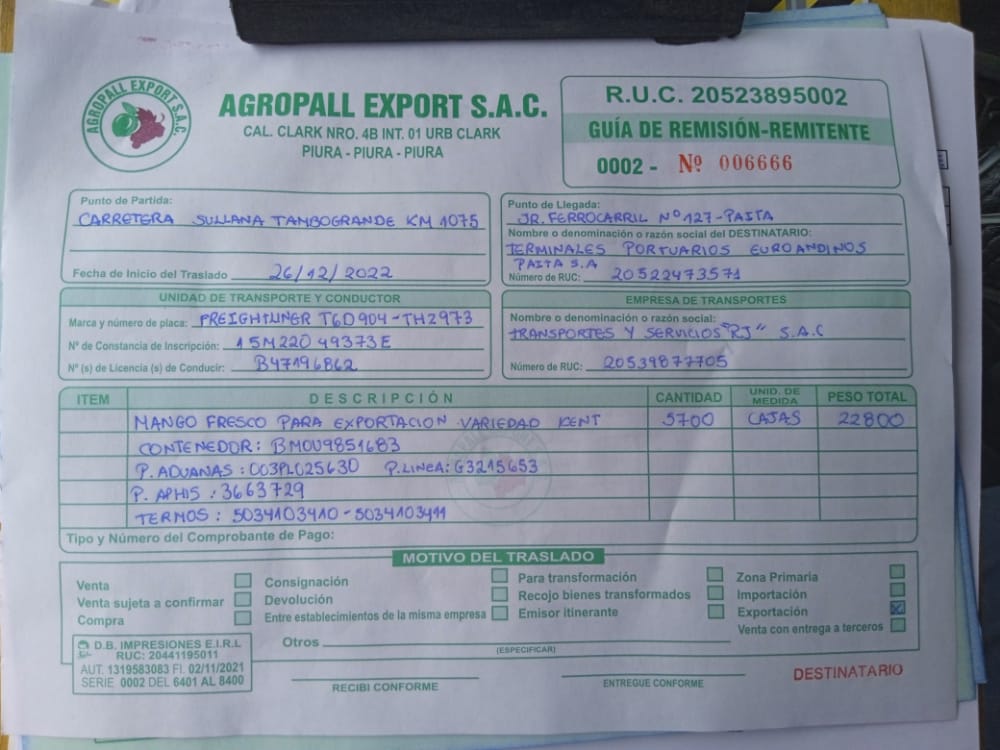 AGROPALL EXPORT S.A.C.
AGROPALL EXPORT S.A.C.
CAL. CLARK NRO. 4B INT. 01 URB CLARK
PIURA - PIURA - PIURA
R.U.C. 20523895002
GUÍA DE REMISIÓN-REMITENTE
0002 - Nº 006666
Punto de Partida:
CARRETERA SULLANA TAMBOGRANDE KM 1075
Fecha de Inicio del Traslado 26/12/2022
Punto de Llegada:
JR. FERROCARRIL Nº 127-PAITA
Nombre o denominación o razón social del DESTINATARIO:
TERMINALES PORTUARIOS EUROANDINOS
PAITA S.A
Número de RUC: 20522473571
UNIDAD DE TRANSPORTE Y CONDUCTOR
Marca y número de placa: FREIGHTLINER T6D904-TH2973
Nº de Constancia de Inscripción: 15M22049373E
Nº (s) de Licencia (s) de Conducir: B47196862
EMPRESA DE TRANSPORTES
Nombre o denominación o razón social:
TRANSPORTES Y SERVICIOS "RJ" S.A.C
Número de RUC: 20539877705
ITEM DESCRIPCIÓN CANTIDAD UNID. DE MEDIDA PESO TOTAL
MANGO FRESCO PARA EXPORTACION VARIEDAD KENT 5700 CAJAS 22800
CONTENEDOR: BMOU9851683
P. ADUANAS: 003PL025630 P. LINEA: G3215653
P. APHIS: 3663729
TERMOS: 5034103410-5034103411
Tipo y Número del Comprobante de Pago:
MOTIVO DEL TRASLADO
Venta
Venta sujeta a confirmar
Compra
Consignación
Devolución
Entre establecimientos de la misma empresa
Para transformación
Recojo bienes transformados
Emisor itinerante
Zona Primaria
Importación
Exportación
Venta con entrega a terceros
Otros
(ESPECIFICAR)
D.B. IMPRESIONES E.I.R.L
RUC: 20441195011
AUT. 1319583083 FI. 02/11/2021
SERIE 0002 DEL 6401 AL 8400
RECIBI CONFORME
ENTREGUE CONFORME
DESTINATARIO